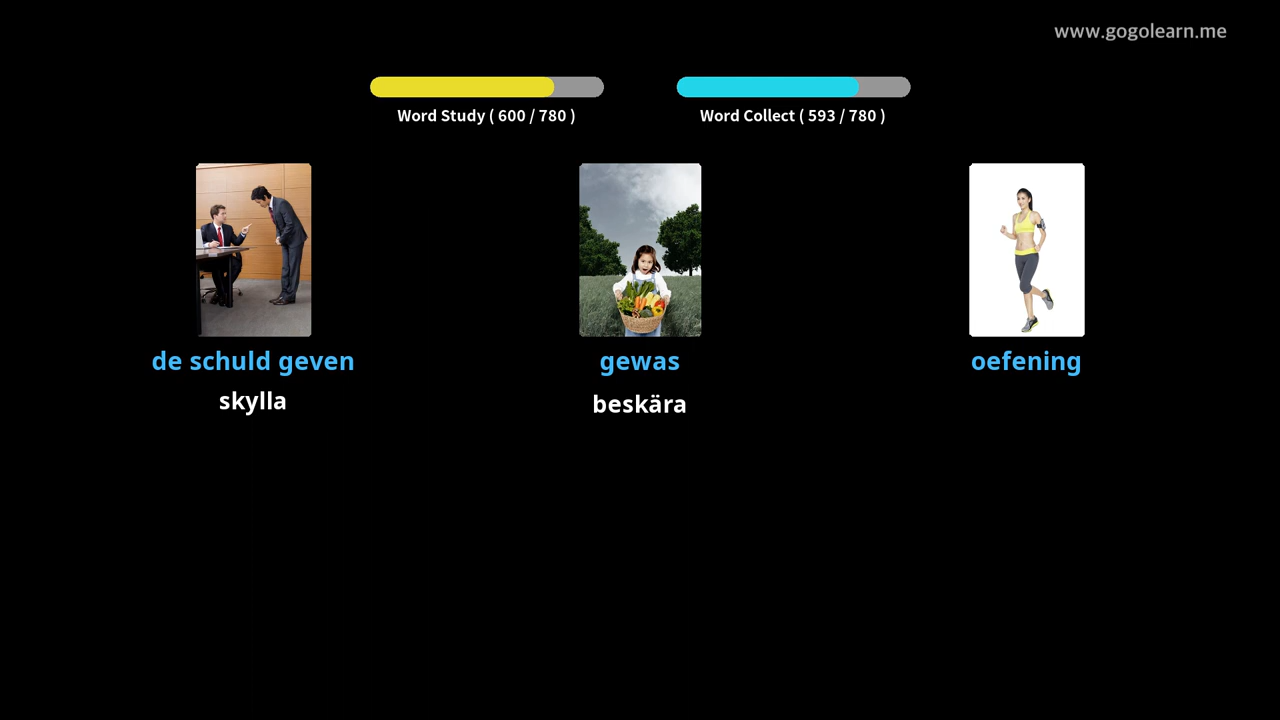 www.gogolearn.me
Word Study ( 600 / 780 )
Word Collect ( 593 / 780 )
de schuld geven
gewas
oefening
skylla
beskära